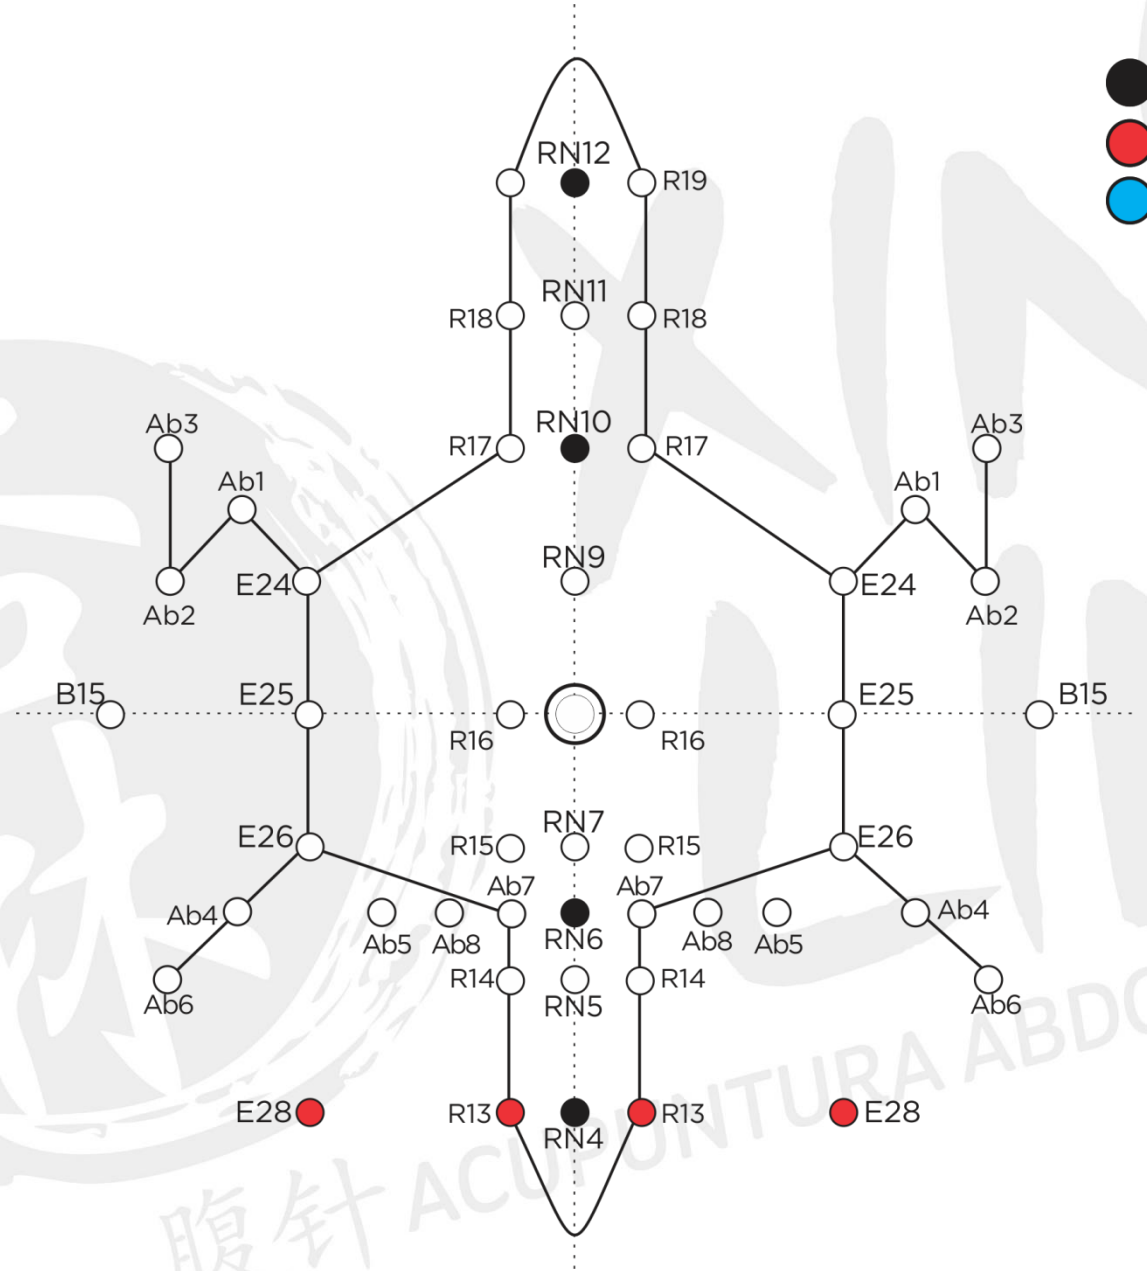 RN12
R19
RN11
R18
R18
RN10
R17
R17
Ab3
Ab3
Ab1
Ab1
RN9
E24
E24
Ab2
Ab2
B15
E25
E25
B15
R16
R16
RN7
E26
E26
R15
R15
Ab7
Ab7
Ab4
Ab4
Ab5
Ab8
RN6
Ab8
Ab5
R14
R14
Ab6
RN5
Ab6
E28
R13
R13
E28
RN4
腹针 ACUPUNTURA ABDO